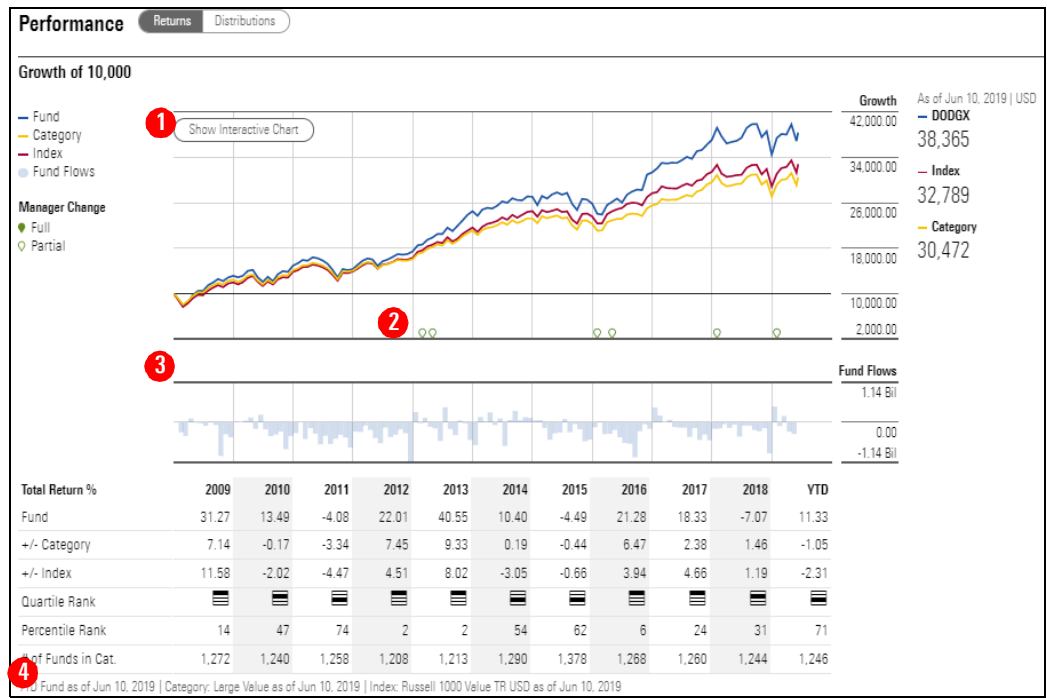 Performance Returns Distributions
Growth of 10,000
As of Jun 10, 2019 | USD
Growth
Fund
Category
Index
Fund Flows
Manager Change
Full
Partial
1 Show Interactive Chart
2
3
42,000.00
34,000.00
26,000.00
18,000.00
10,000.00
2,000.00
DODGX
38,365
Index
32,789
Category
30,472
Fund Flows
1.14 Bil
0.00
-1.14 Bil
Total Return % 2009 2010 2011 2012 2013 2014 2015 2016 2017 2018 YTD
Fund 31.27 13.49 -4.08 22.01 40.55 10.40 -4.49 21.28 18.33 -7.07 11.33
+/- Category 7.14 -0.17 -3.34 7.45 9.33 0.19 -0.44 6.47 2.38 1.46 -1.05
+/- Index 11.58 -2.02 -4.47 4.51 8.02 -3.05 -0.66 3.94 4.66 1.19 -2.31
Quartile Rank
Percentile Rank 14 47 74 2 2 54 62 6 24 31 71
of Funds in Cat. 1,272 1,240 1,258 1,208 1,213 1,290 1,378 1,268 1,260 1,244 1,246
4
Fund as of Jun 10, 2019 | Category: Large Value as of Jun 10, 2019 | Index: Russell 1000 Value TR USD as of Jun 10, 2019